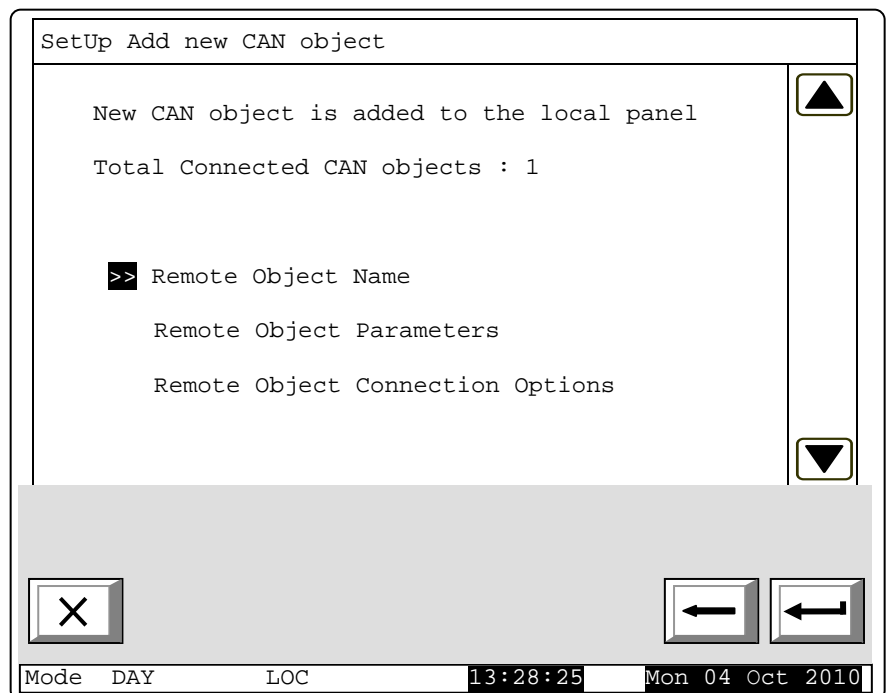 SetUp Add new CAN object
New CAN object is added to the local panel
Total Connected CAN objects : 1
>> Remote Object Name
Remote Object Parameters
Remote Object Connection Options
Mode DAY LOC 13:28:25 Mon 04 Oct 2010